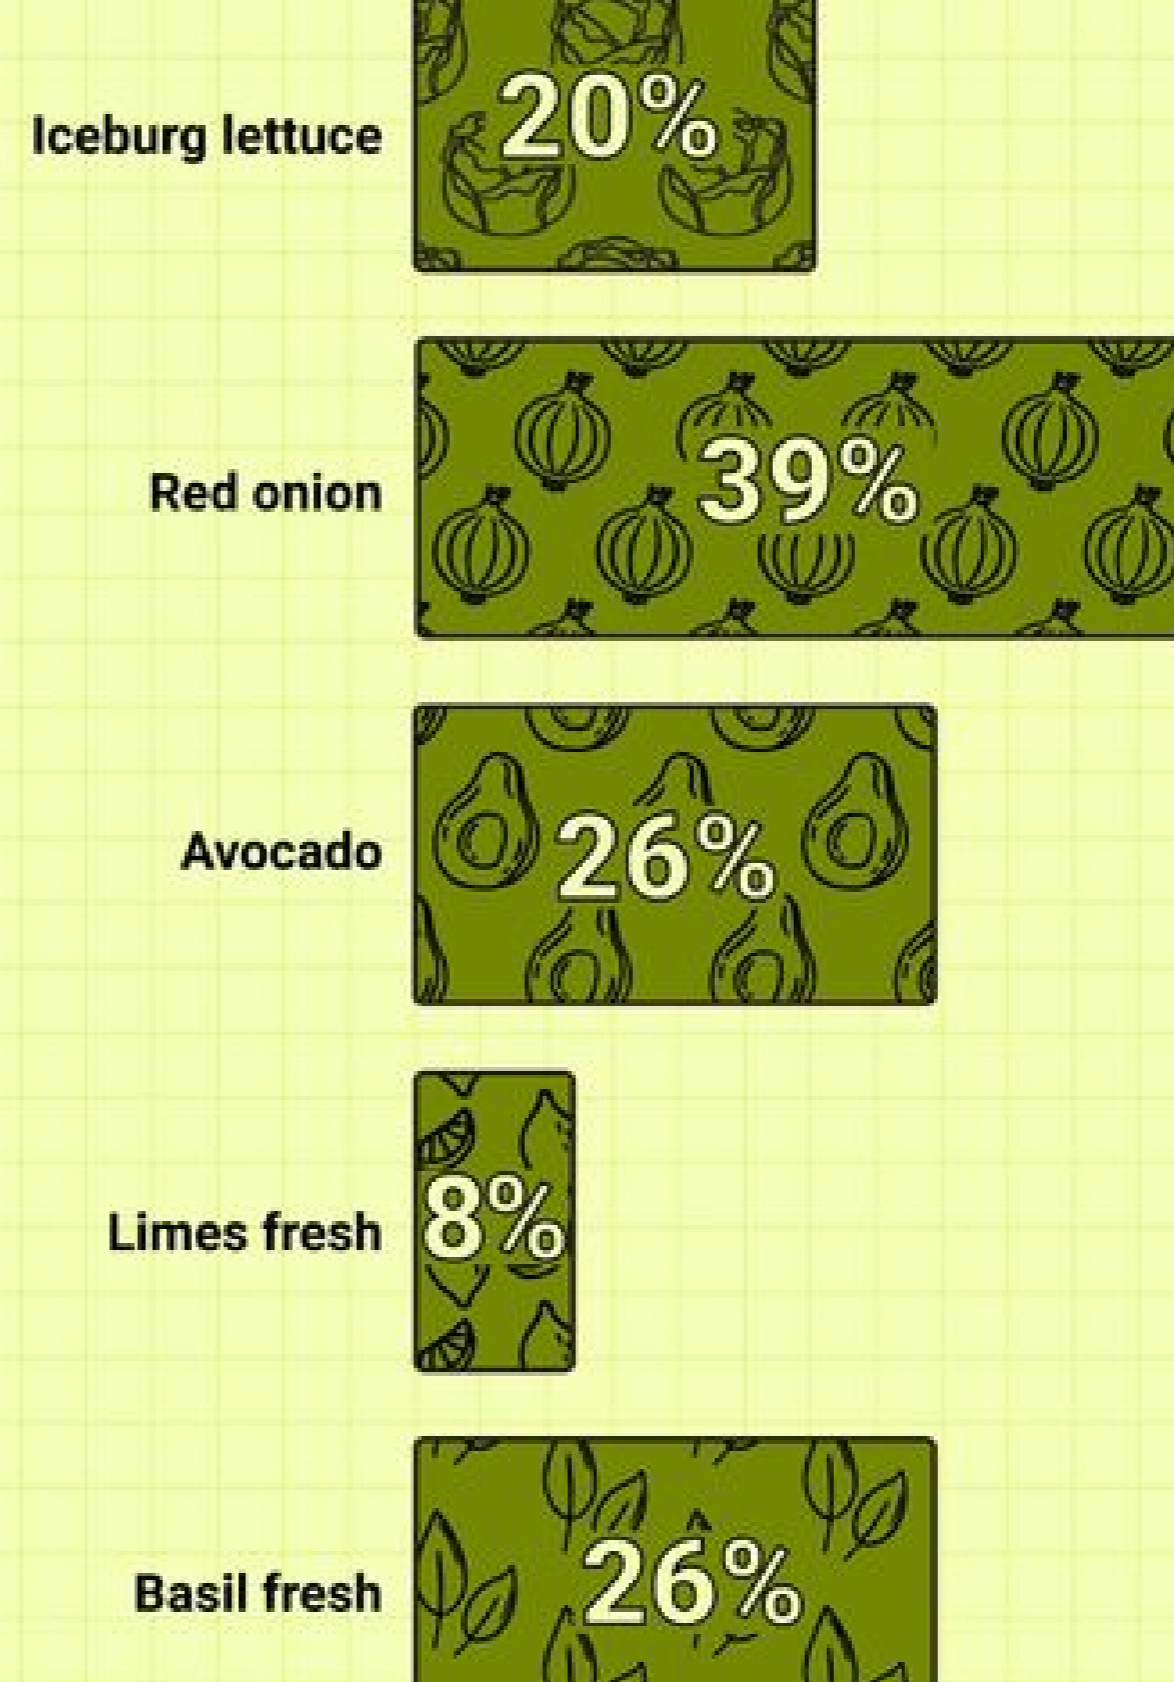 Iceburg lettuce 20%
Red onion 39%
Avocado 26%
Limes fresh 8%
Basil fresh 26%